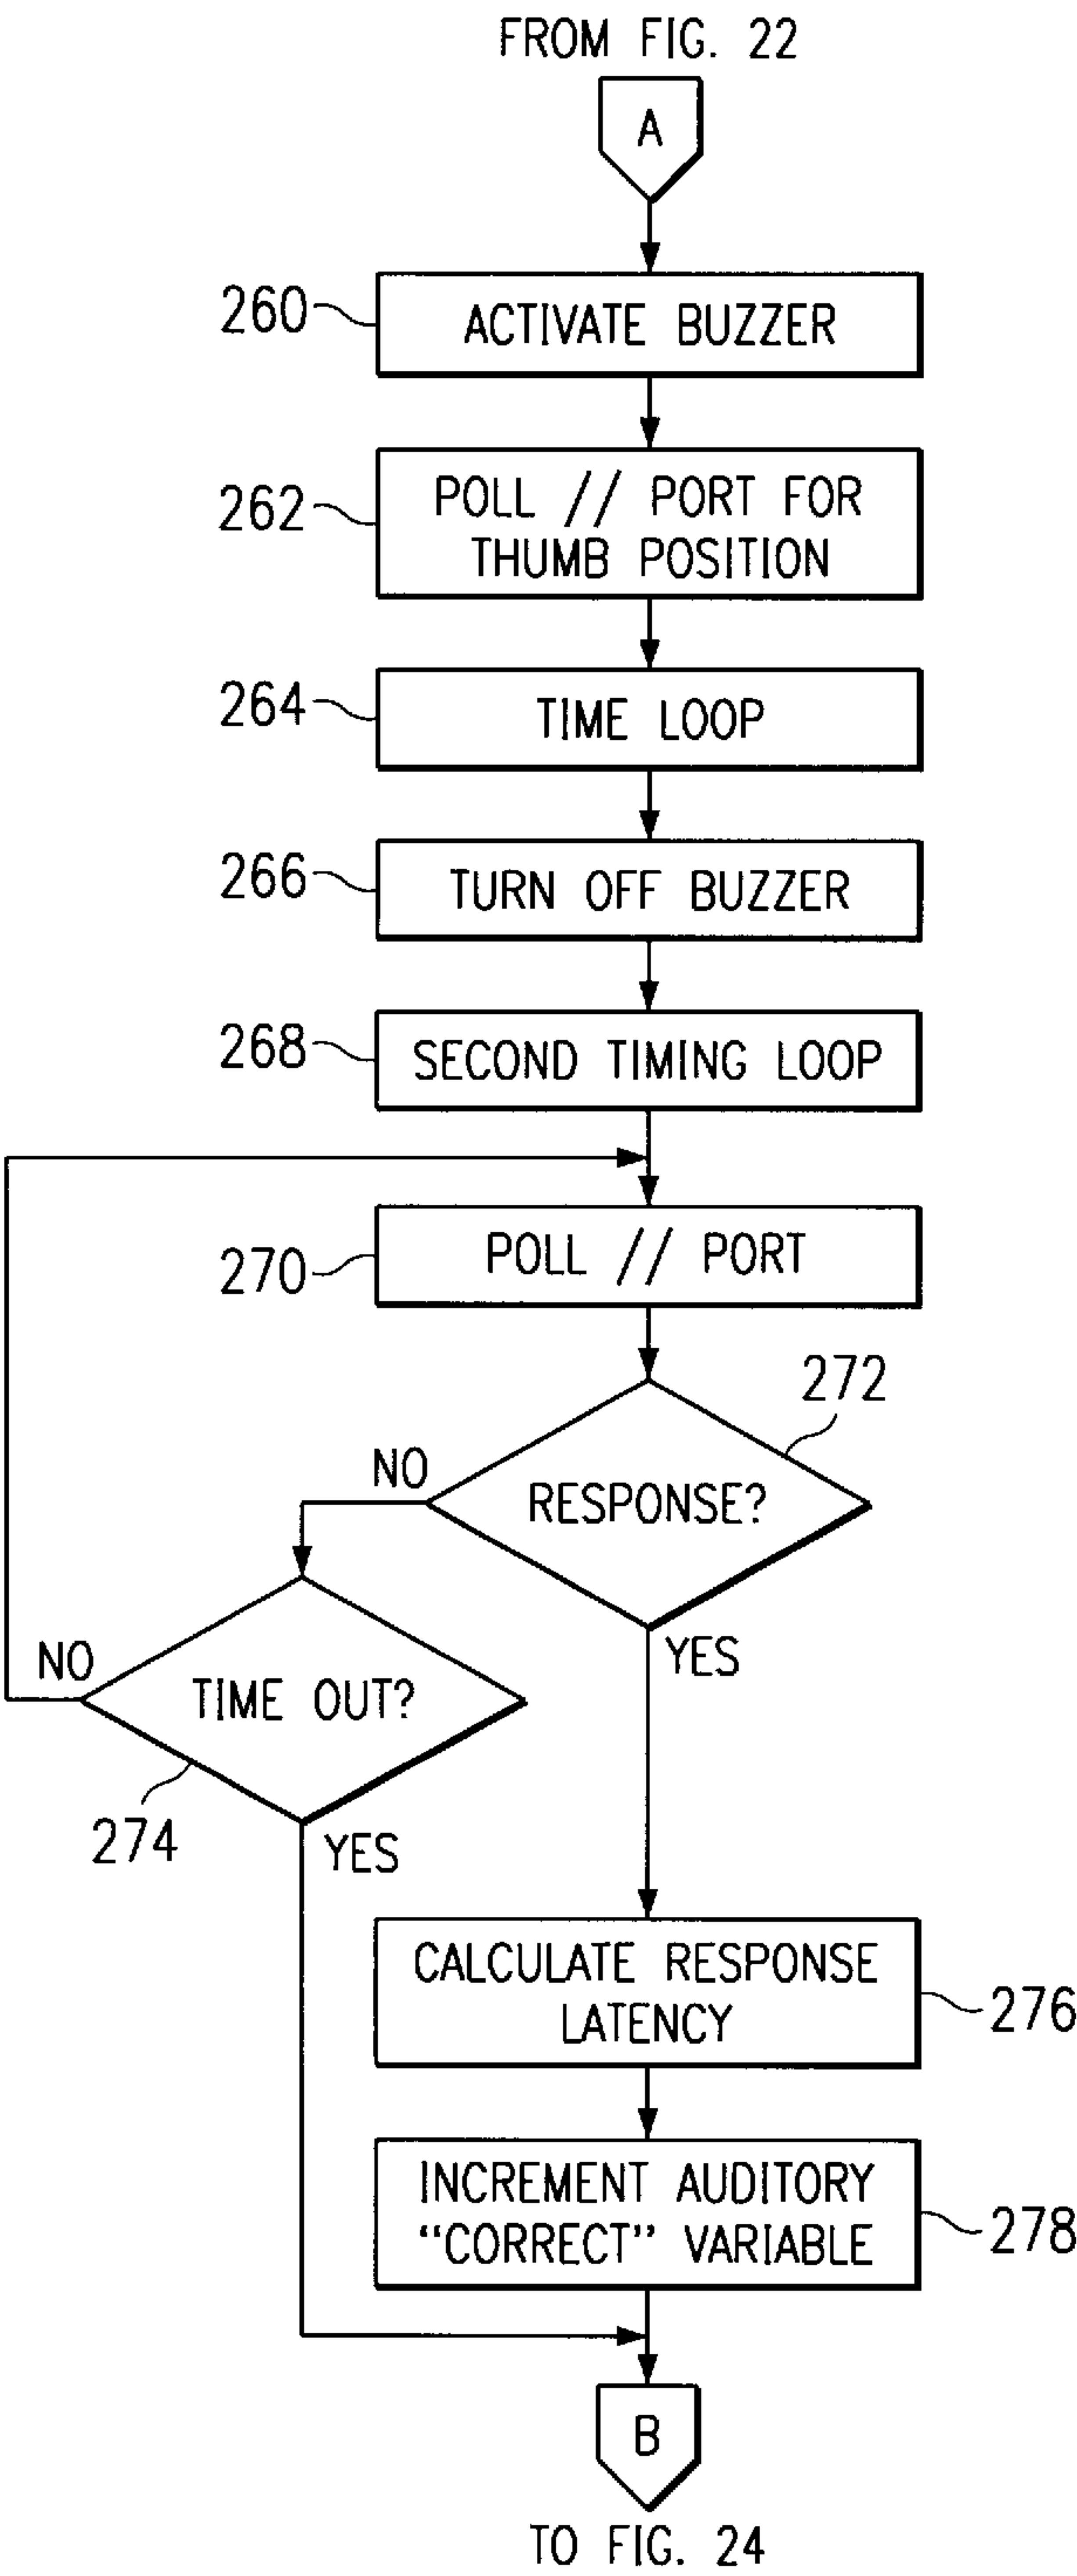 FROM FIG. 22
A
260
ACTIVATE BUZZER
262
POLL // PORT FOR
THUMB POSITION
264
TIME LOOP
266
TURN OFF BUZZER
268
SECOND TIMING LOOP
270
POLL // PORT
272
NO
RESPONSE?
YES
NO
TIME OUT?
274
YES
CALCULATE RESPONSE
LATENCY
276
INCREMENT AUDITORY
“CORRECT” VARIABLE
278
B
TO FIG. 24